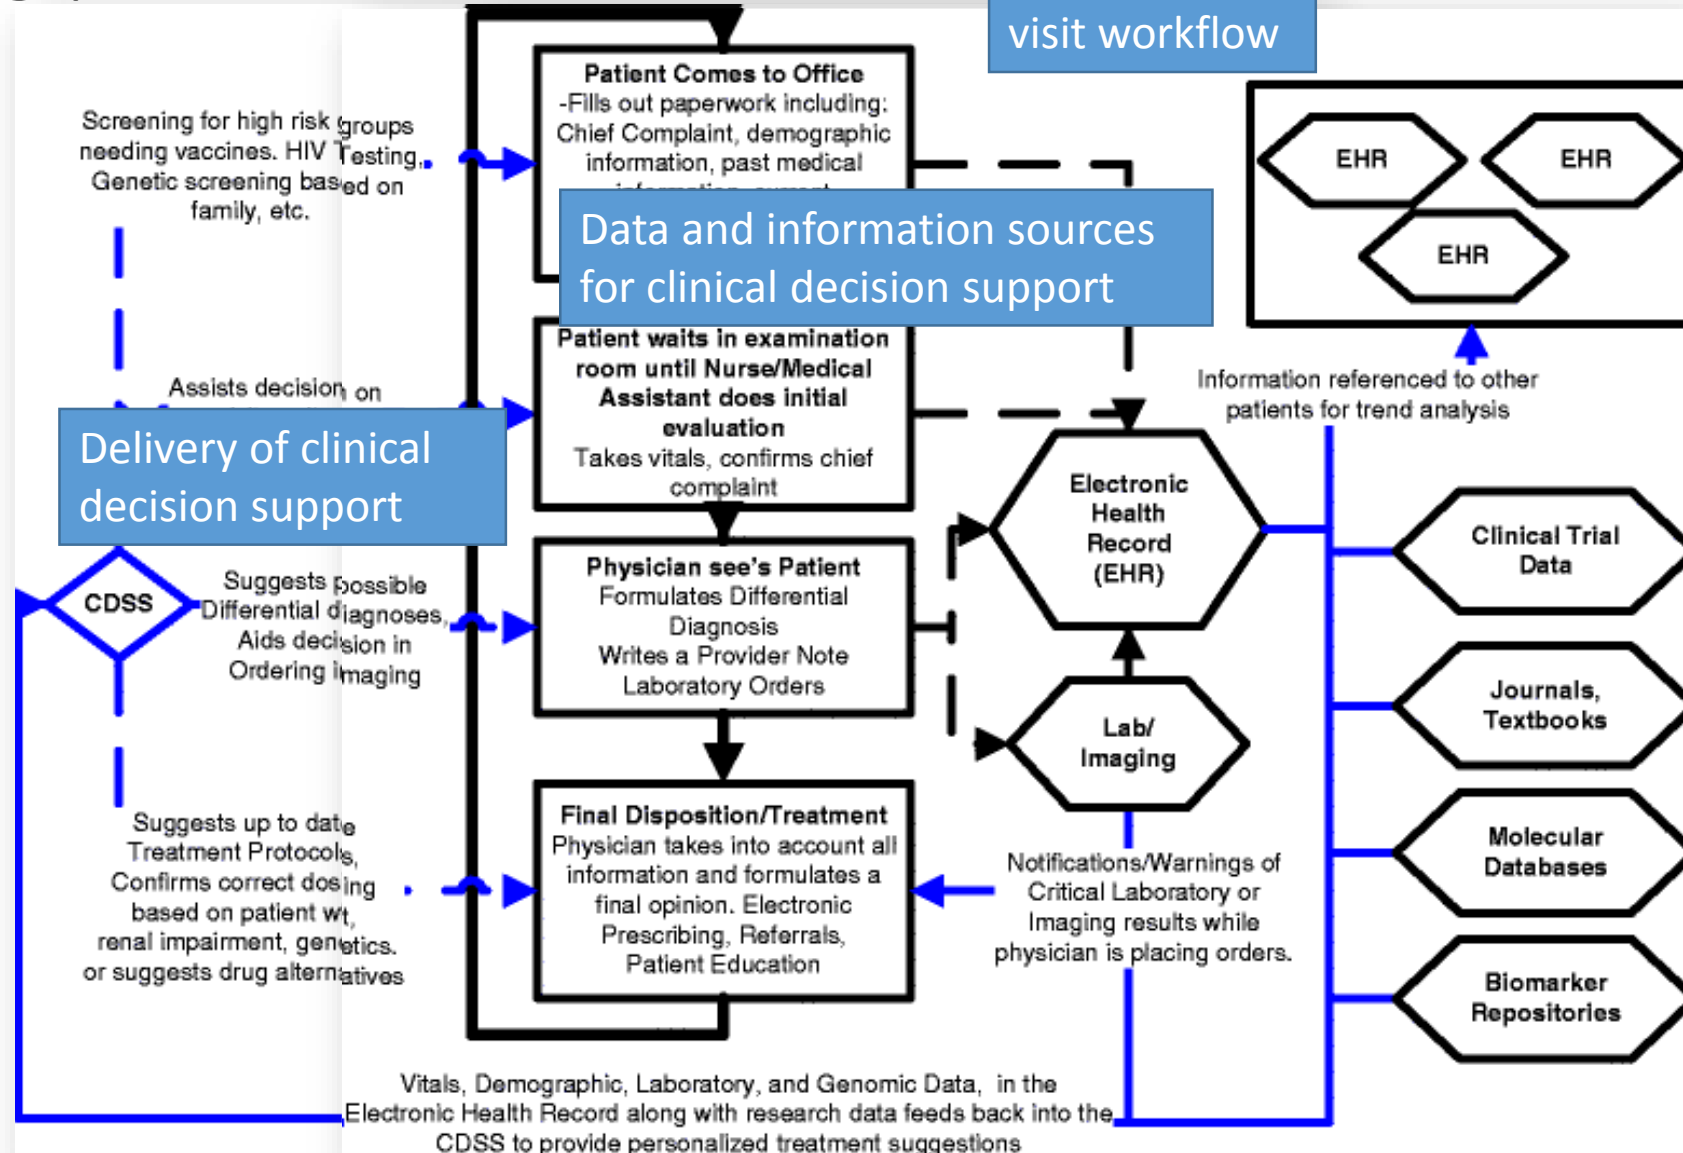 visit workflow
Patient Comes to Office
-Fills out paperwork including:
Chief Complaint, demographic
information, past medical
Data and information sources
for clinical decision support
Screening for high risk groups
needing vaccines. HIV Testing,
Genetic screening based on
family, etc.
EHR
EHR
EHR
Information referenced to other
patients for trend analysis
Assists decision on
Delivery of clinical
decision support
Patient waits in examination
room until Nurse/Medical
Assistant does initial
evaluation
Takes vitals, confirms chief
complaint
Electronic
Health
Record
(EHR)
CDSS
Suggests possible
Differential diagnoses,
Aids decision in
Ordering imaging
Physician see's Patient
Formulates Differential
Diagnosis
Writes a Provider Note
Laboratory Orders
Lab/
Imaging
Clinical Trial
Data
Journals,
Textbooks
Molecular
Databases
Biomarker
Repositories
Suggests up to date
Treatment Protocols,
Confirms correct dosing
based on patient wt,
renal impairment, genetics.
or suggests drug alternatives
Final Disposition/Treatment
Physician takes into account all
information and formulates a
final opinion. Electronic
Prescribing, Referrals,
Patient Education
Notifications/Warnings of
Critical Laboratory or
Imaging results while
physician is placing orders.
Vitals, Demographic, Laboratory, and Genomic Data, in the
Electronic Health Record along with research data feeds back into the
CDSS to provide personalized treatment suggestions